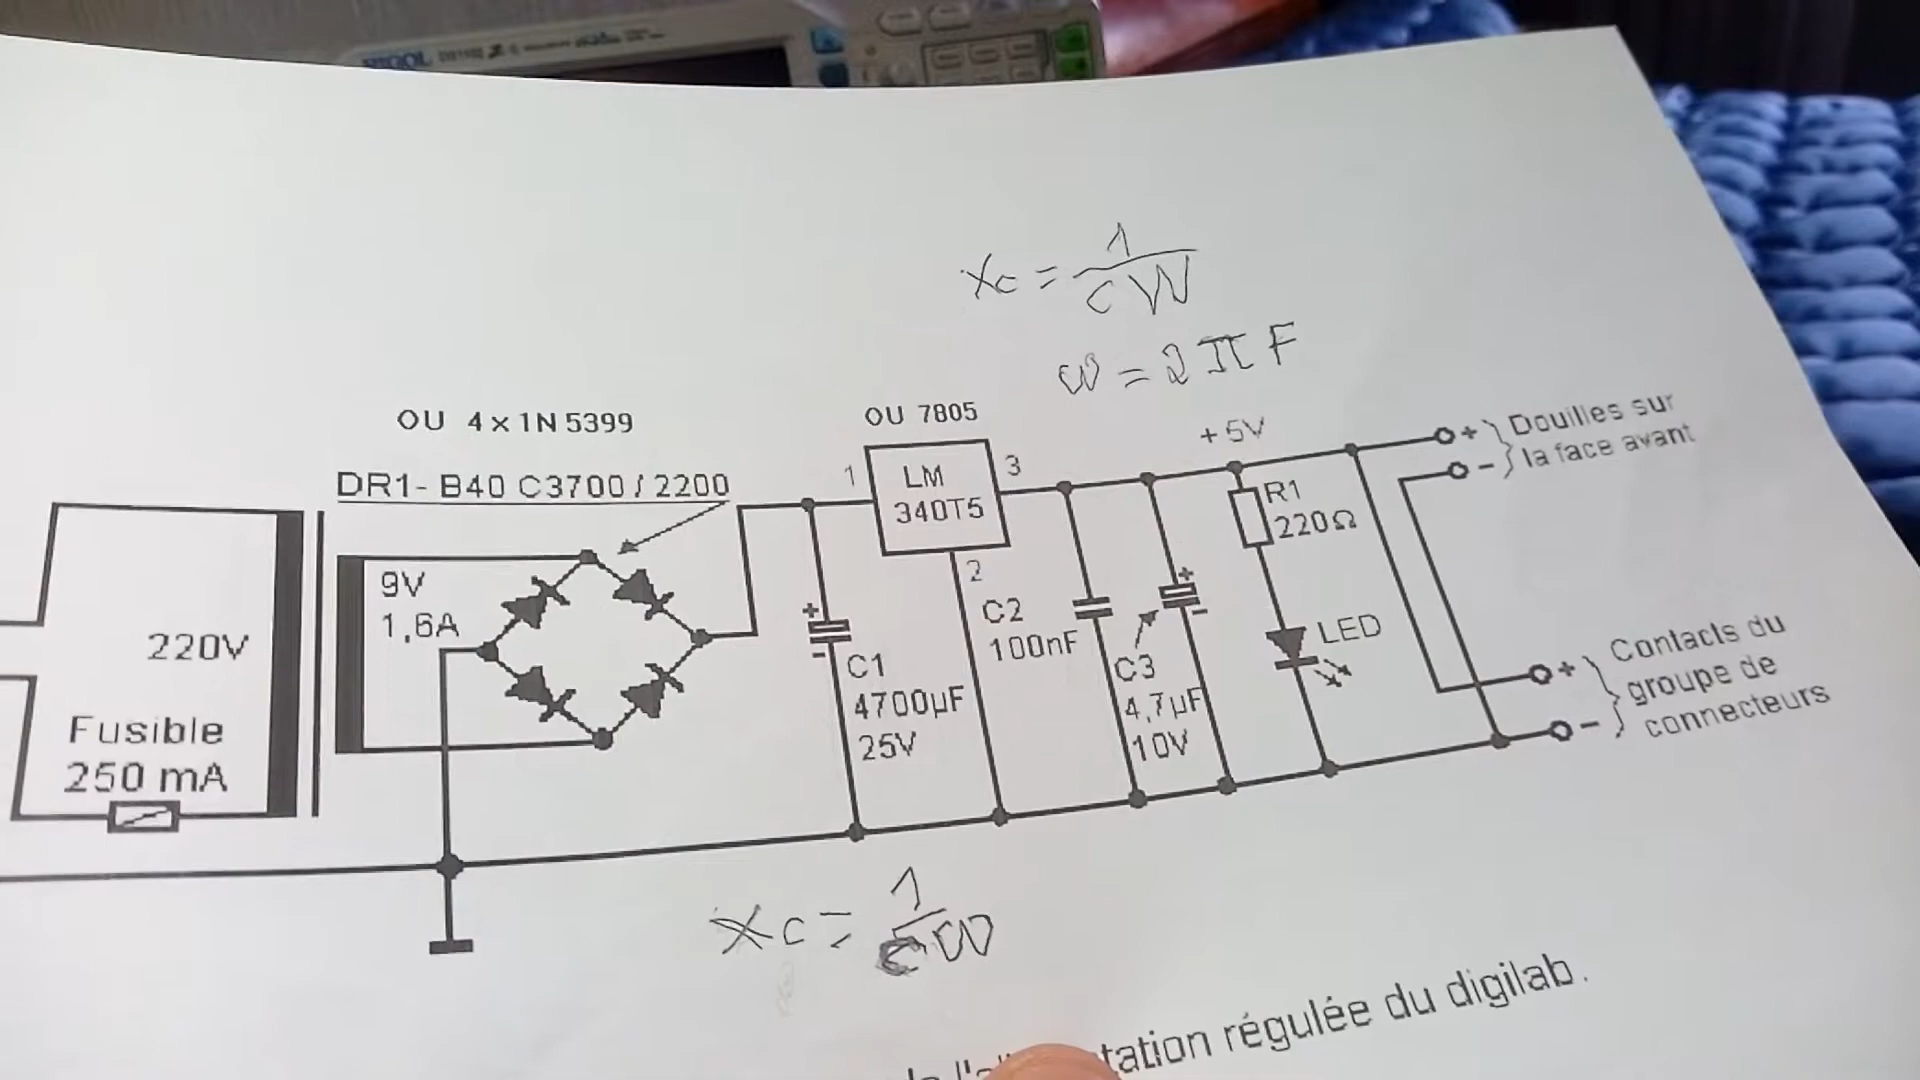 RIGOL
Xc = 1/CW
W = 2πF
OU 4 x 1N 5399
OU 7805
+5V
Douilles sur
la face avant
+
-
DR1- B40 C3700 / 2200
1
LM
340T5
3
2
R1
220Ω
9V
1,6A
220V
Fusible
250 mA
+
-
C1
4700µF
25V
C2
100nF
+
-
C3
4,7µF
10V
LED
+
-
Contacts du
groupe de
connecteurs
Xc = 1/CW
tation régulée du digilab.